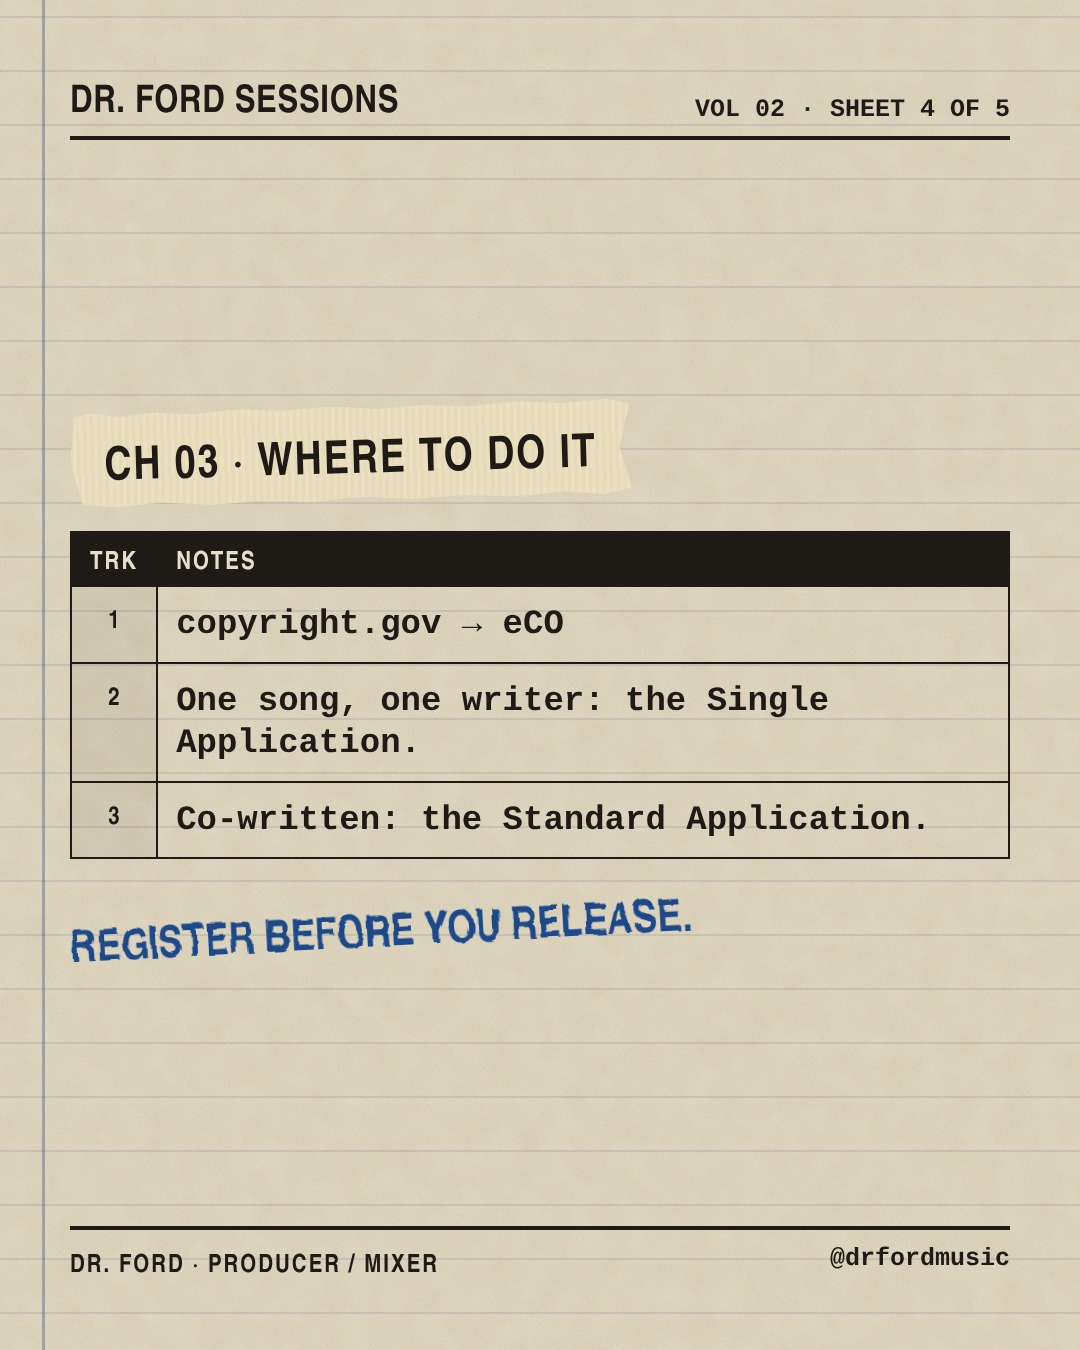 DR. FORD SESSIONS
VOL 02 · SHEET 4 OF 5
CH 03 · WHERE TO DO IT
TRK NOTES
1 copyright.gov → eCO
2 One song, one writer: the Single
Application.
3 Co-written: the Standard Application.
REGISTER BEFORE YOU RELEASE.
DR. FORD · PRODUCER / MIXER
@drfordmusic